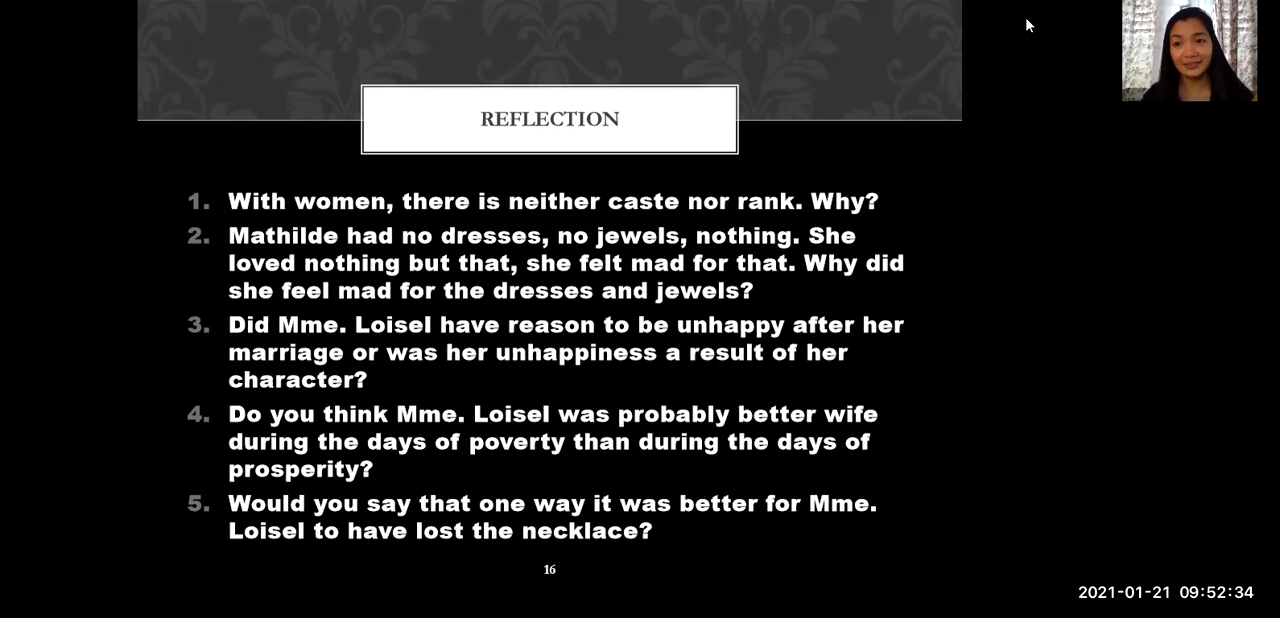 REFLECTION
1. With women, there is neither caste nor rank. Why?
2. Mathilde had no dresses, no jewels, nothing. She
loved nothing but that, she felt mad for that. Why did
she feel mad for the dresses and jewels?
3. Did Mme. Loisel have reason to be unhappy after her
marriage or was her unhappiness a result of her
character?
4. Do you think Mme. Loisel was probably better wife
during the days of poverty than during the days of
prosperity?
5. Would you say that one way it was better for Mme.
Loisel to have lost the necklace?
16
2021-01-21 09:52:34